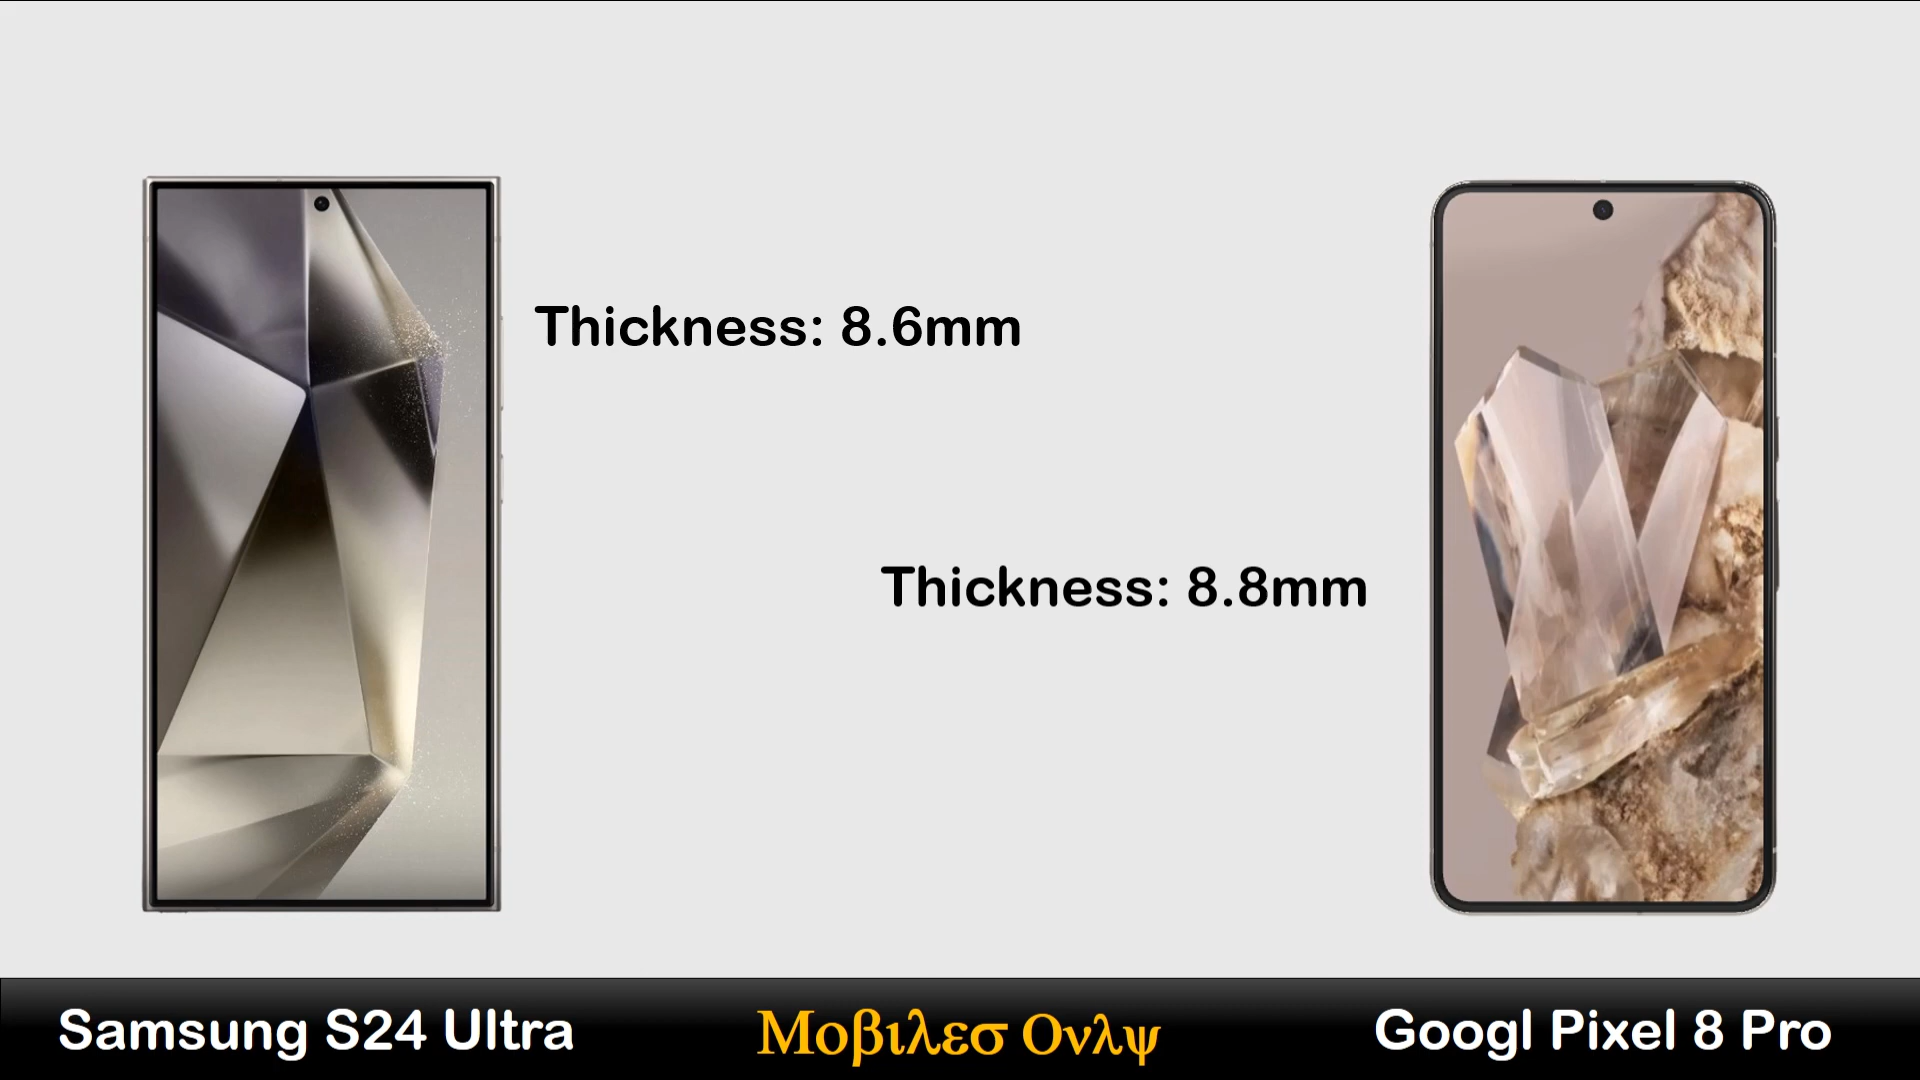 Thickness: 8.6mm
Thickness: 8.8mm
Samsung S24 Ultra
Μοβιλεσ Ονλψ
Googl Pixel 8 Pro